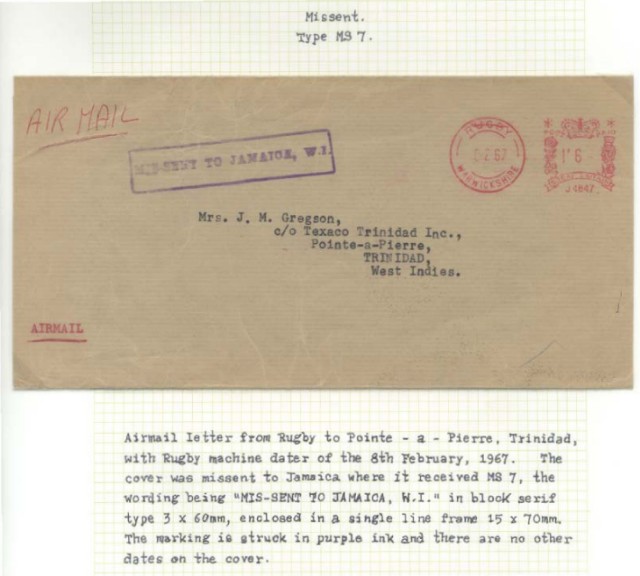 Missent.
Type MS 7.
AIR MAIL
MIS-SENT TO JAMAICA, W.I.
RUGBY
2 67
WARWICKSHIRE
1'6
J4847
Mrs. J. M. Gregson,
c/o Texaco Trinidad Inc.,
Pointe-a-Pierre,
TRINIDAD,
West Indies.
AIRMAIL
Airmail letter from Rugby to Pointe - a - Pierre, Trinidad,
with Rugby machine dater of the 8th February, 1967. The
cover was missent to Jamaica where it received MS 7, the
wording being "MIS-SENT TO JAMAICA, W.I." in block serif
type 3 x 60mm, enclosed in a single line frame 15 x 70mm.
The marking is struck in purple ink and there are no other
dates on the cover.